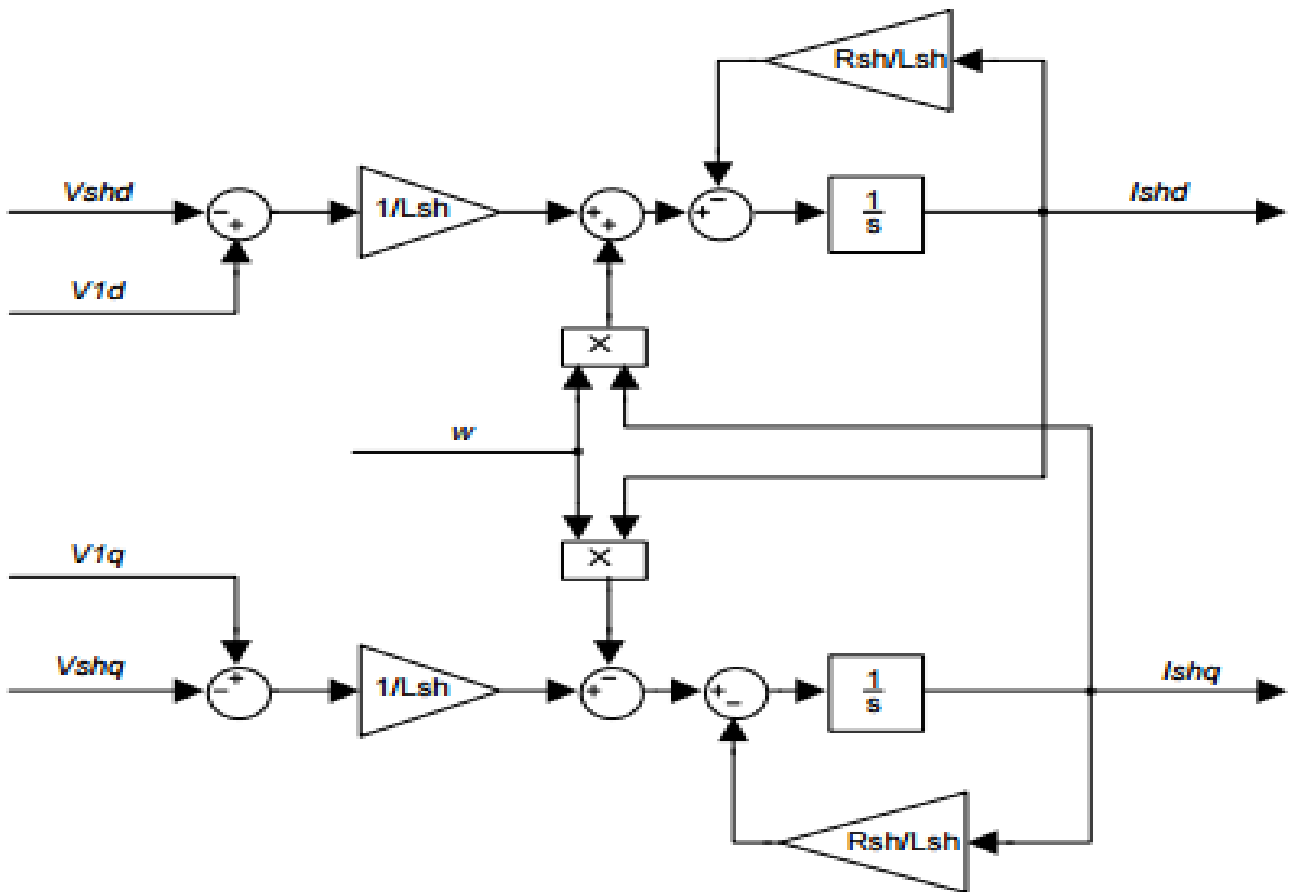 Rsh/Lsh
Vshd
- +
1/Lsh
+ +
+ -
1
s
Ishd
V1d
×
w
V1q
×
Vshq
+ -
1/Lsh
+ -
+ -
1
s
Ishq
Rsh/Lsh